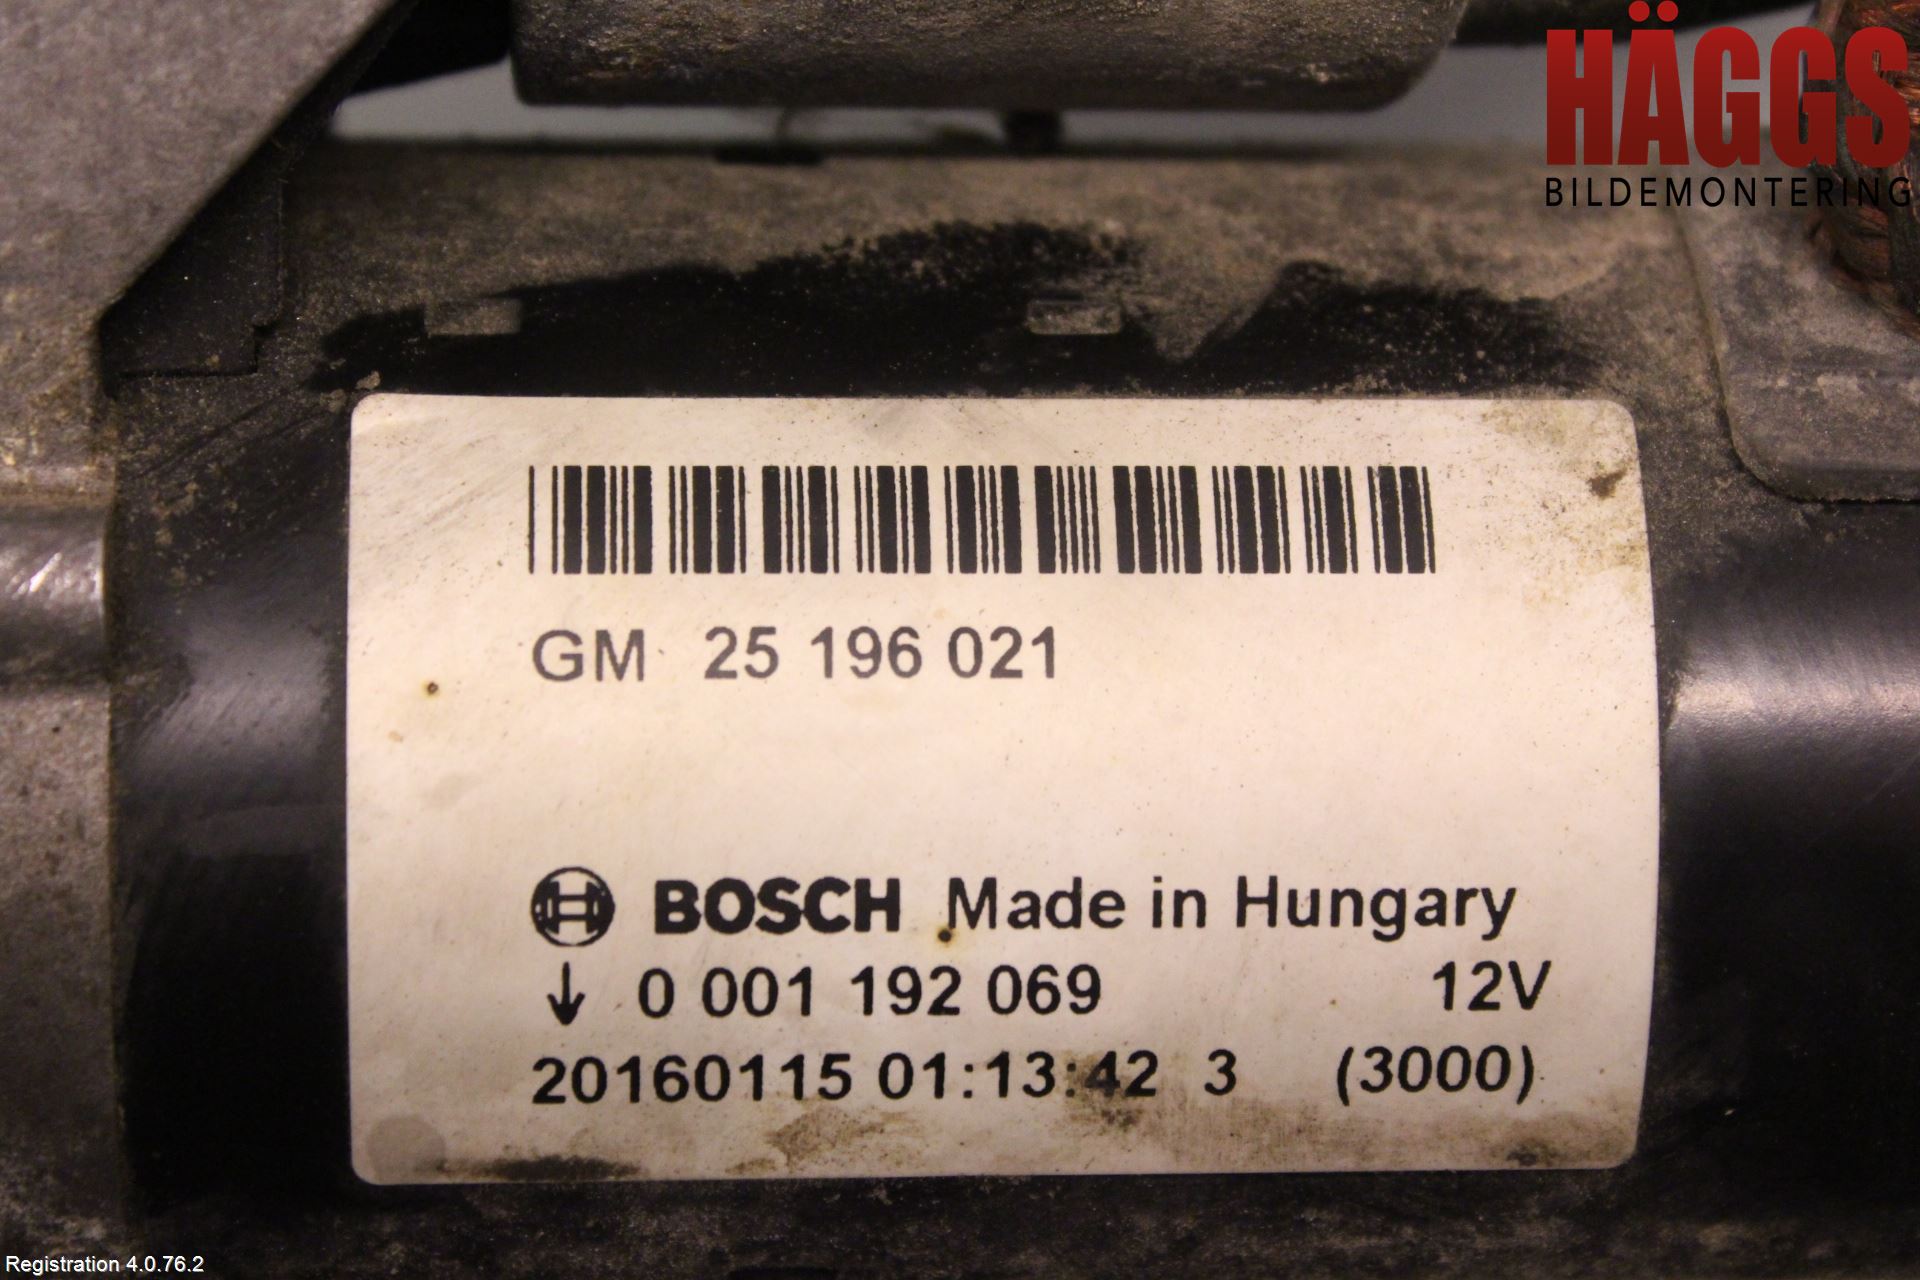 HÄGGS
BILDEMONTERING
GM 25 196 021
BOSCH Made in Hungary
↓ 0 001 192 069 12V
20160115 01:13:42 3 (3000)
Registration 4.0.76.2